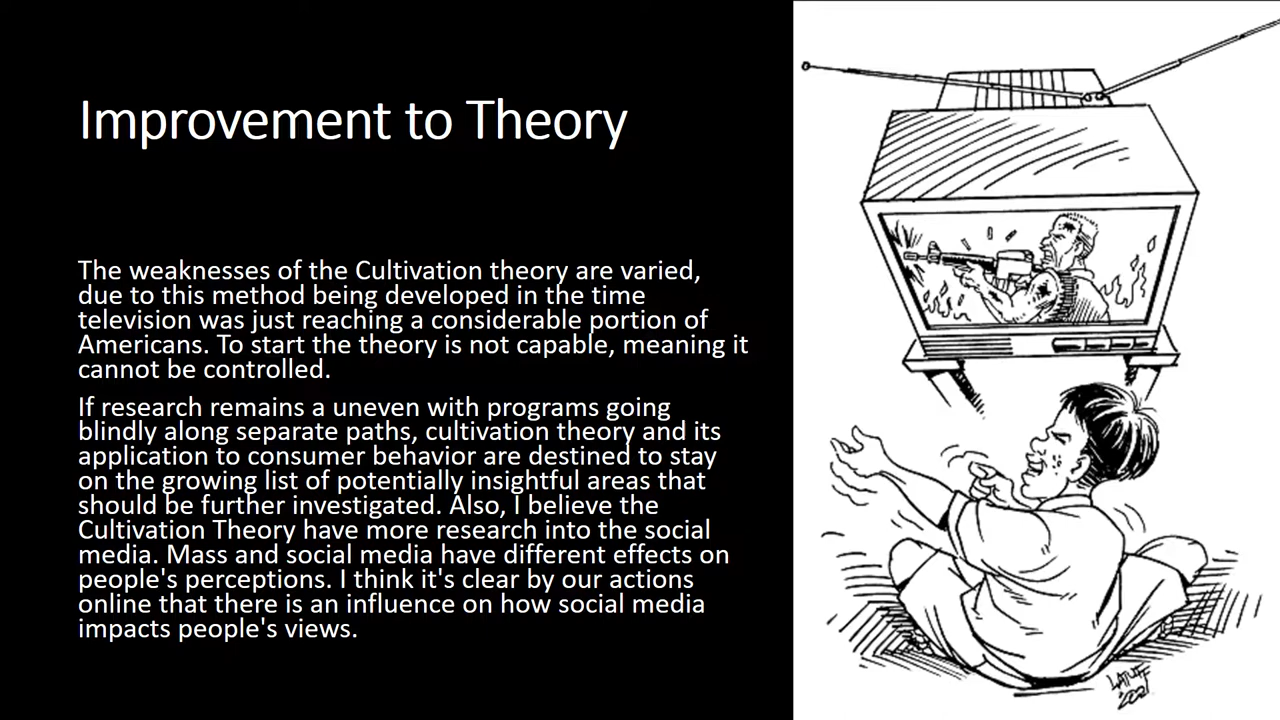 Improvement to Theory
The weaknesses of the Cultivation theory are varied,
due to this method being developed in the time
television was just reaching a considerable portion of
Americans. To start the theory is not capable, meaning it
cannot be controlled.
If research remains a uneven with programs going
blindly along separate paths, cultivation theory and its
application to consumer behavior are destined to stay
on the growing list of potentially insightful areas that
should be further investigated. Also, I believe the
Cultivation Theory have more research into the social
media. Mass and social media have different effects on
people's perceptions. I think it's clear by our actions
online that there is an influence on how social media
impacts people's views.
LATUFF